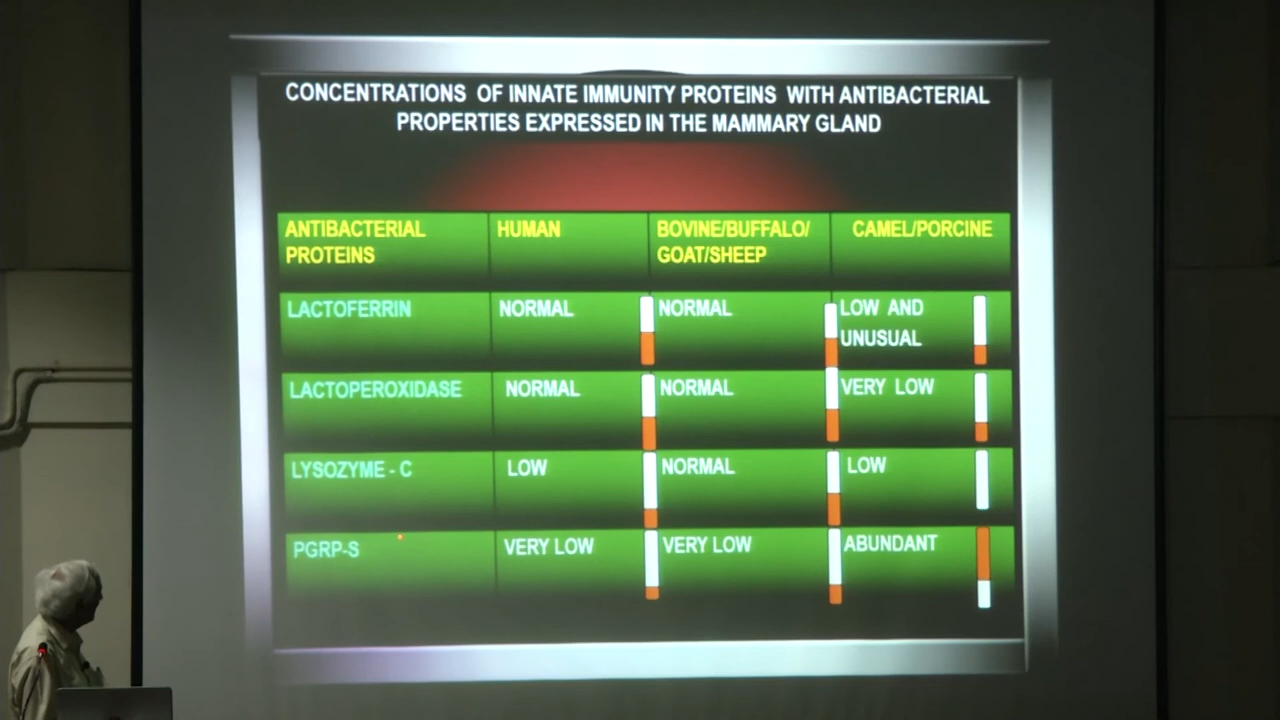 CONCENTRATIONS OF INNATE IMMUNITY PROTEINS WITH ANTIBACTERIAL
PROPERTIES EXPRESSED IN THE MAMMARY GLAND
ANTIBACTERIAL PROTEINS
HUMAN
BOVINE/BUFFALO/
GOAT/SHEEP
CAMEL/PORCINE
LACTOFERRIN
NORMAL
NORMAL
LOW AND
UNUSUAL
LACTOPEROXIDASE
NORMAL
NORMAL
VERY LOW
LYSOZYME - C
LOW
NORMAL
LOW
PGRP-S
VERY LOW
VERY LOW
ABUNDANT